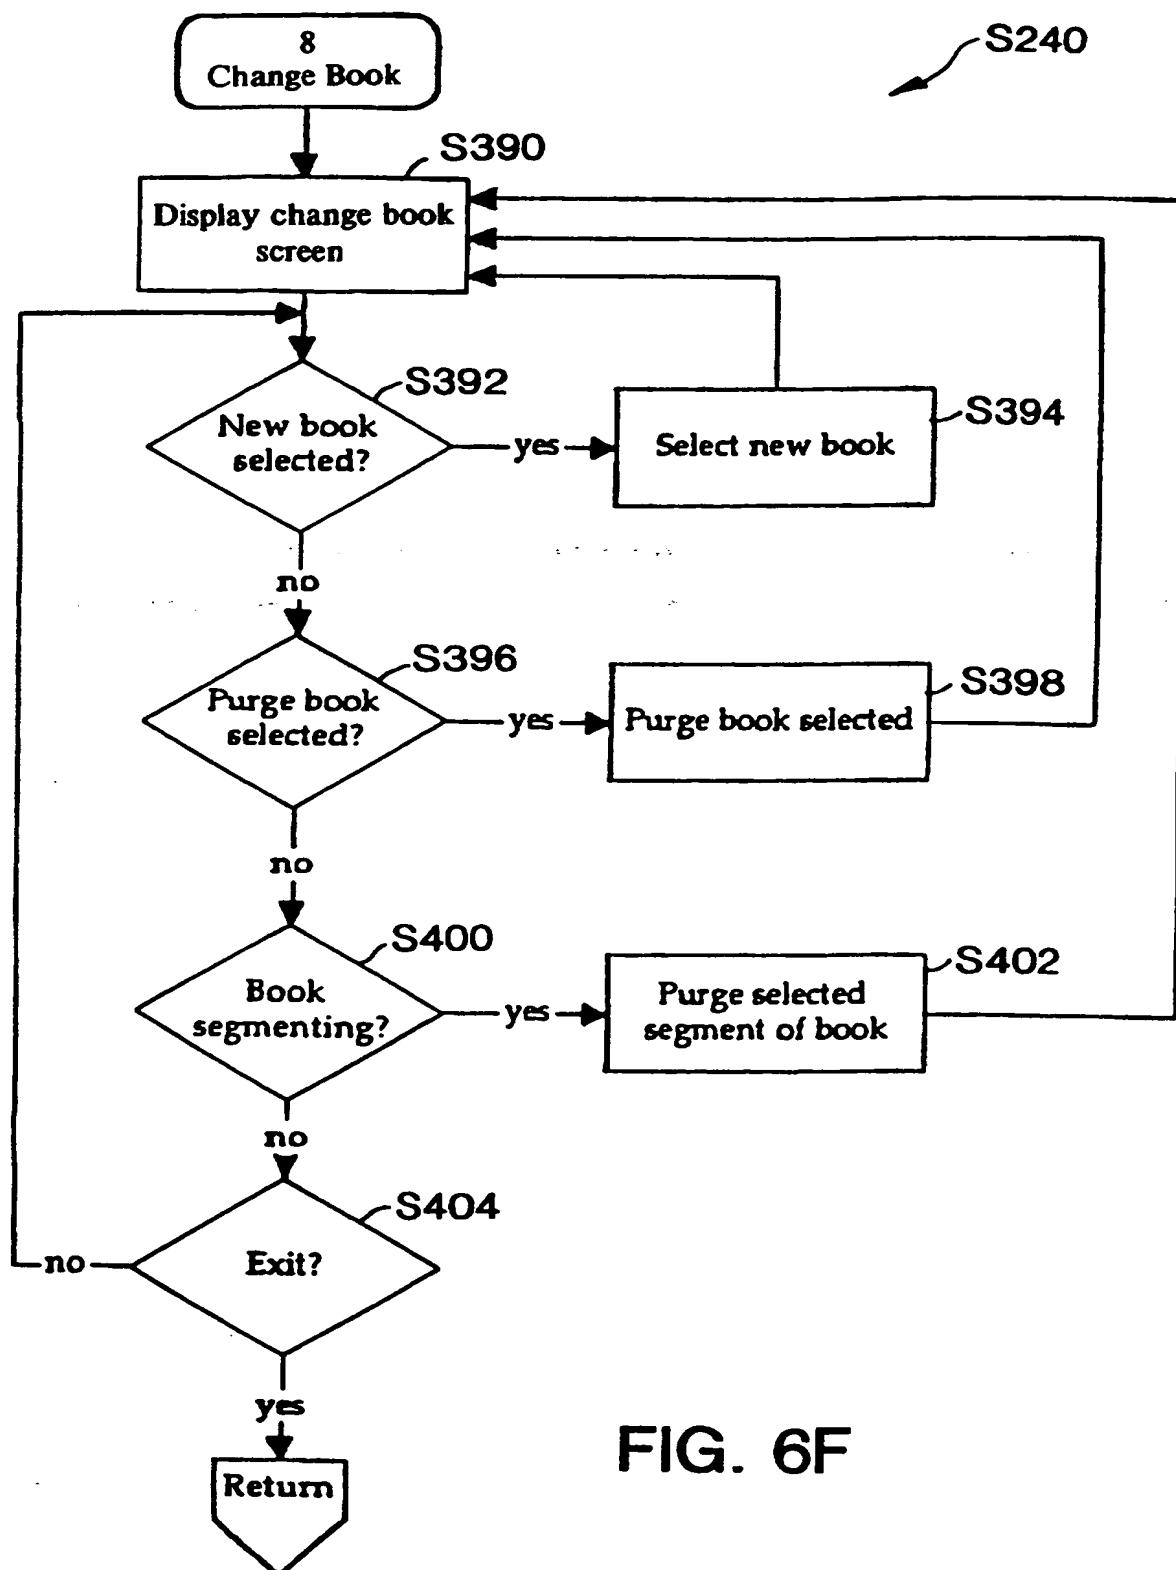 8
Change Book
S240
S390
Display change book
screen
S392
New book
selected?
yes
S394
Select new book
no
S396
Purge book
selected?
yes
S398
Purge book selected
no
S400
Book
segmenting?
yes
S402
Purge selected
segment of book
no
S404
Exit?
no
yes
Return
FIG. 6F